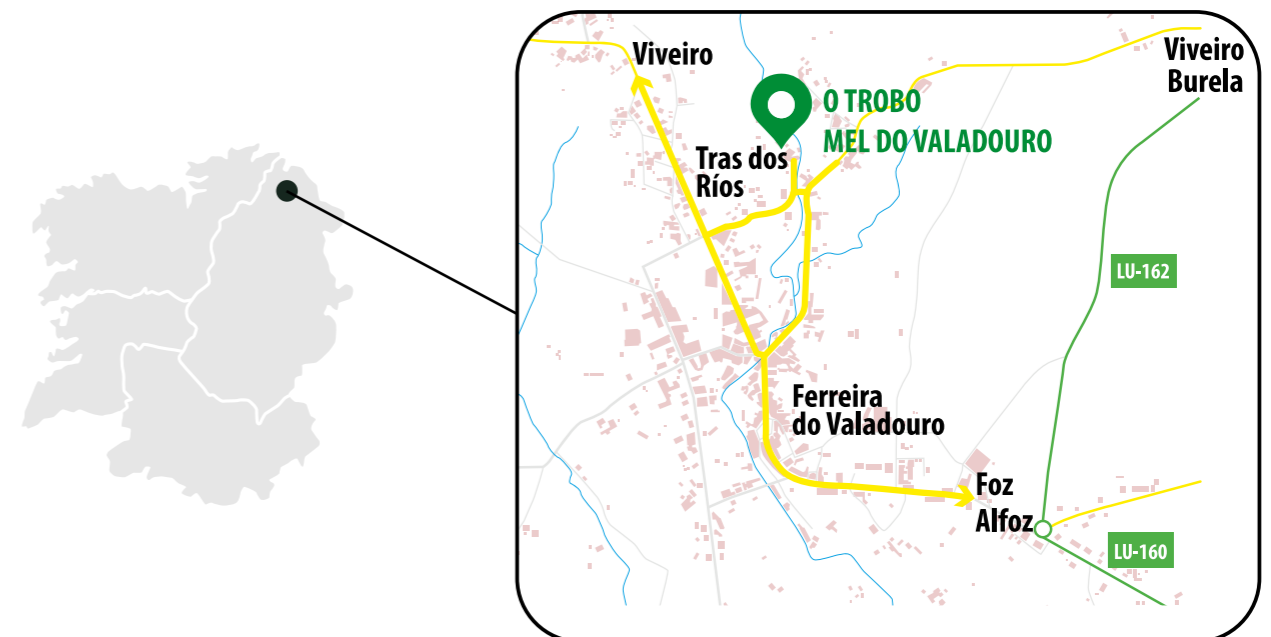 Viveiro
Viveiro
Burela
O TROBO
MEL DO VALADOURO
Tras dos
Ríos
LU-162
Ferreira
do Valadouro
Foz
Alfoz
LU-160